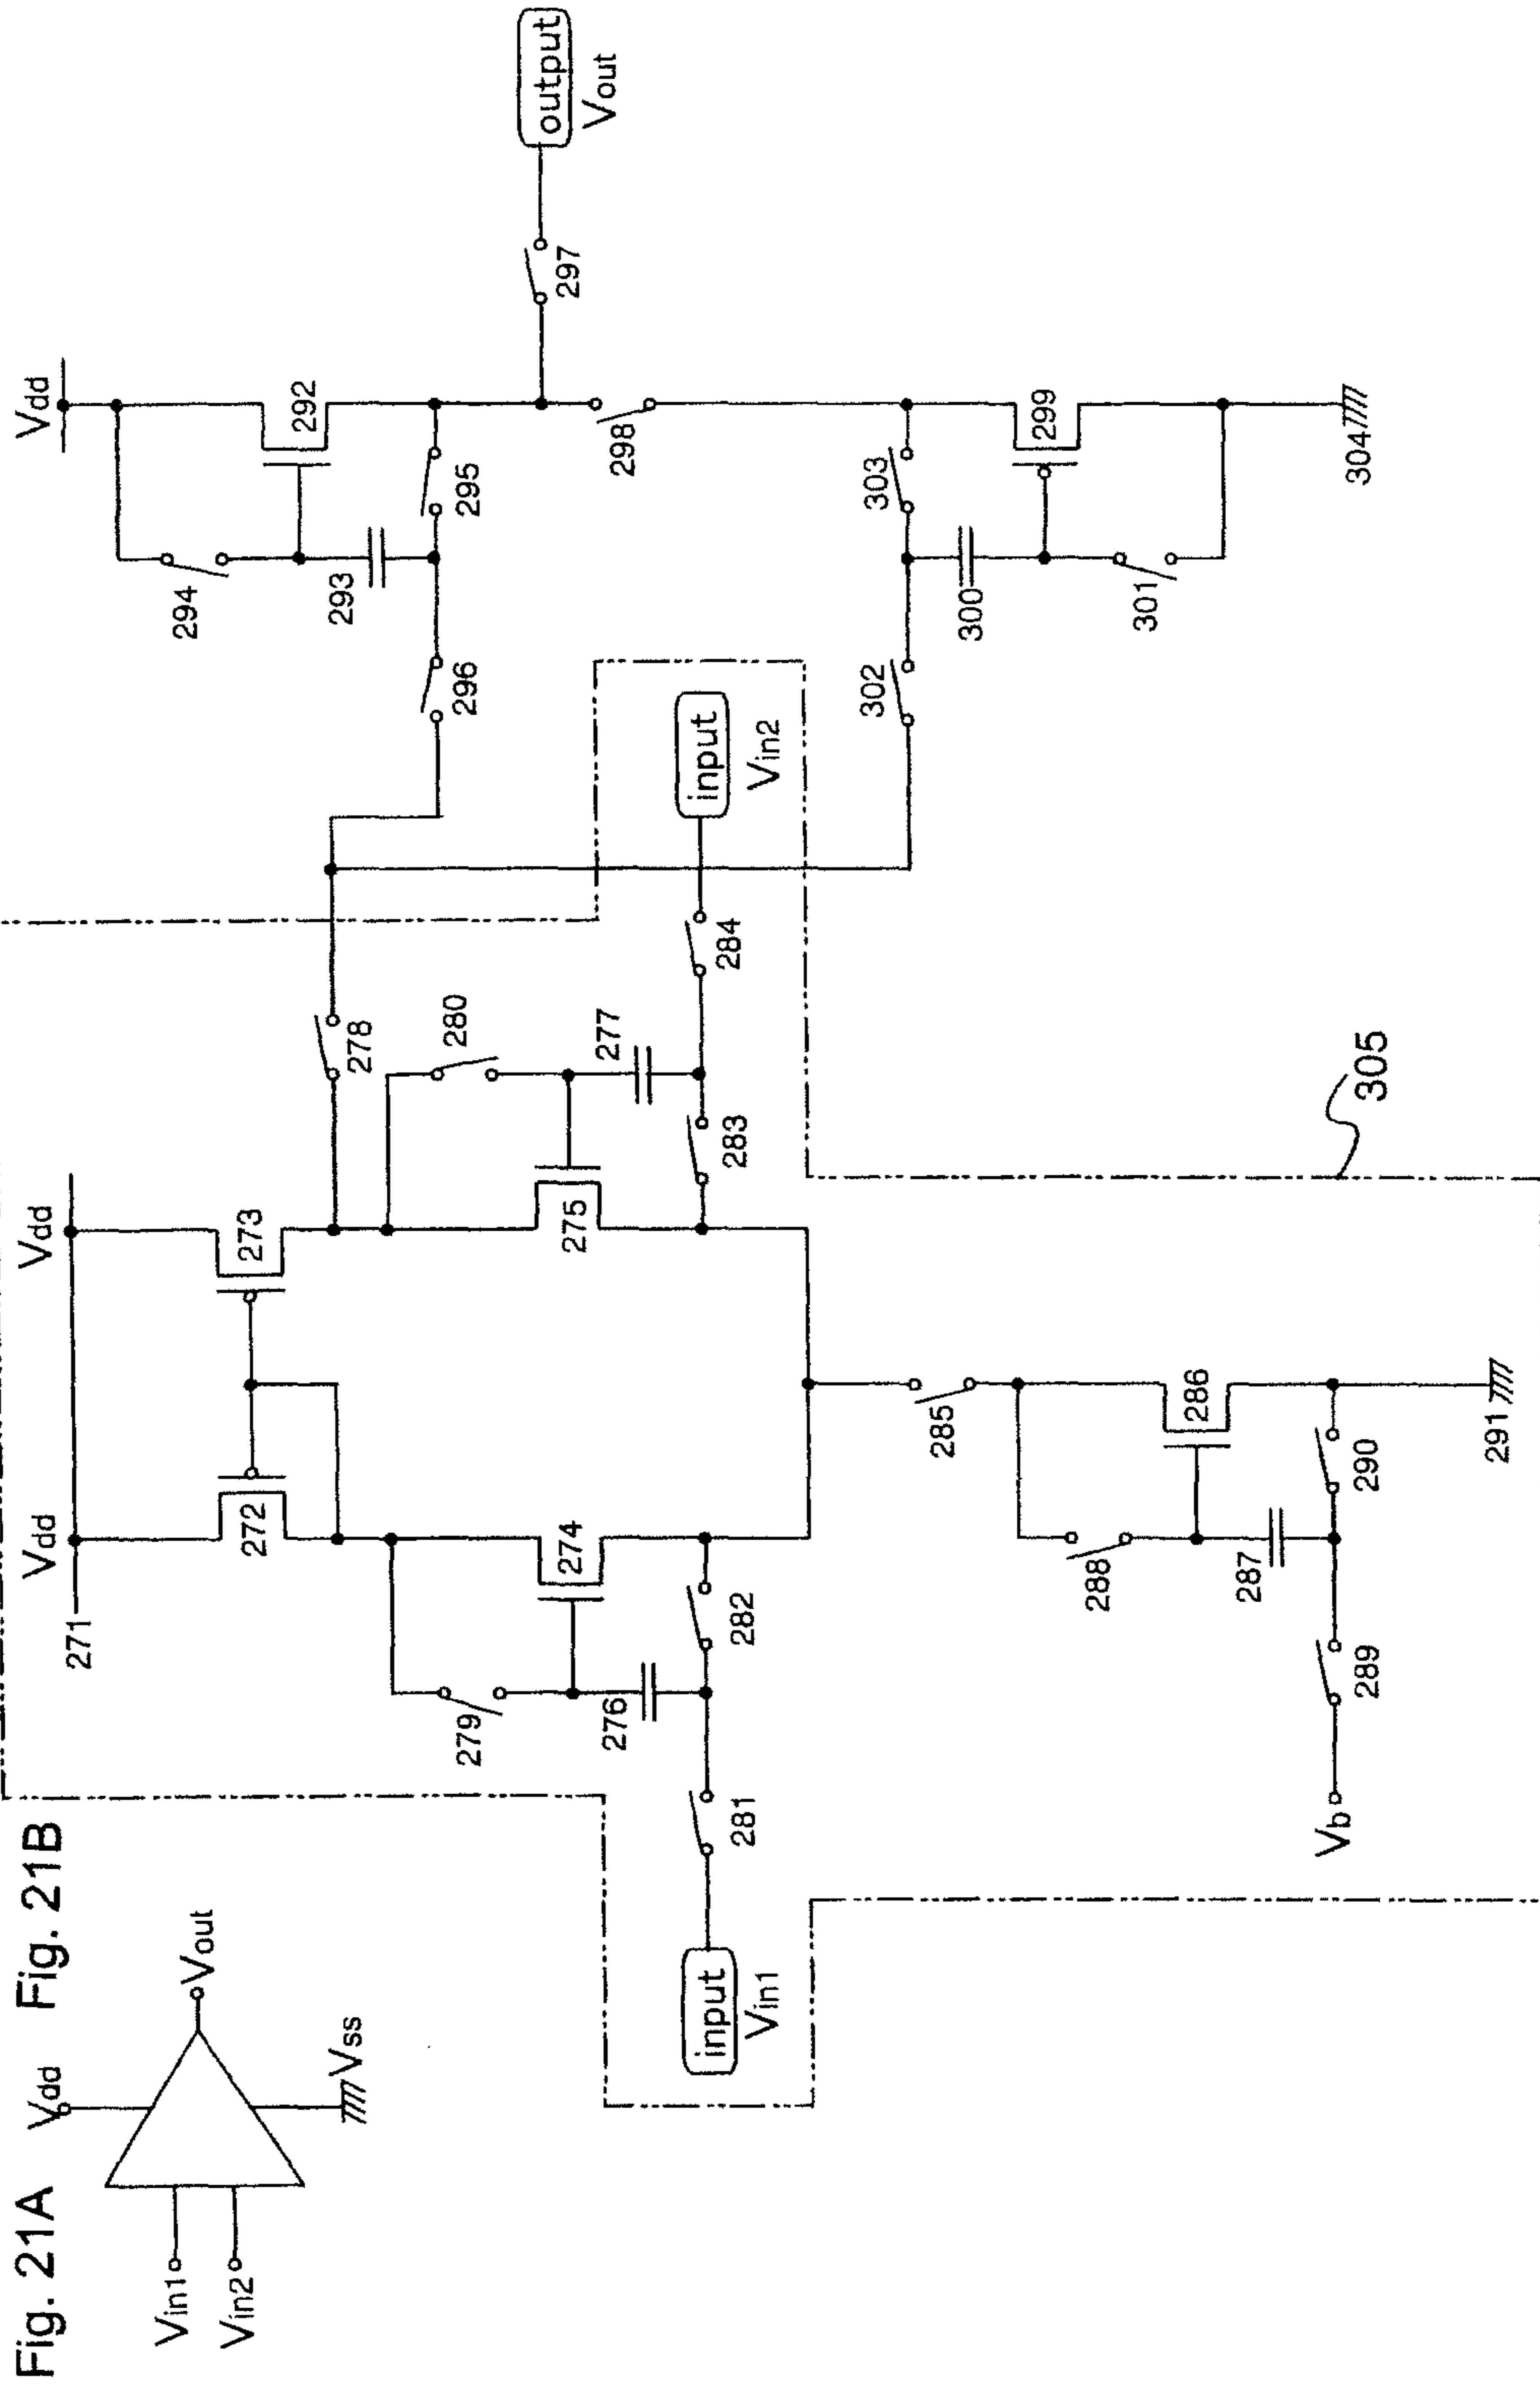 Fig. 21A
Vdd
Vin1
Vin2
Vout
Vss
Fig. 21B
Vdd
Vdd
Vdd
271
272
273
292
294
293
295
296
278
279
274
280
275
276
277
281
282
283
284
input
Vin1
input
Vin2
297
output
Vout
298
302
303
300
299
301
304
285
286
288
287
289
290
Vb
291
305